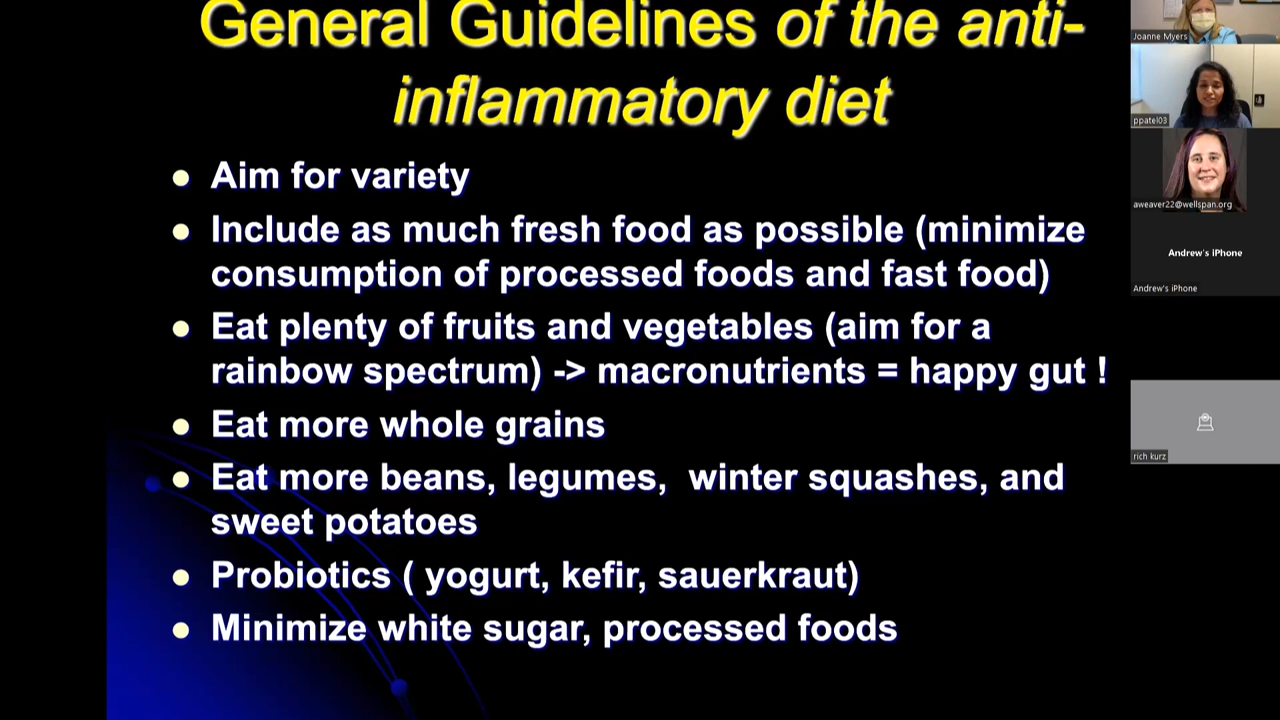 General Guidelines of the anti-
inflammatory diet
Aim for variety
Include as much fresh food as possible (minimize
consumption of processed foods and fast food)
Eat plenty of fruits and vegetables (aim for a
rainbow spectrum) -> macronutrients = happy gut !
Eat more whole grains
Eat more beans, legumes,  winter squashes, and
sweet potatoes
Probiotics ( yogurt, kefir, sauerkraut)
Minimize white sugar, processed foods
Joanne Myers
ppatel03
aweaver22@wellspan.org
Andrew's iPhone
Andrew's iPhone
rich kurz